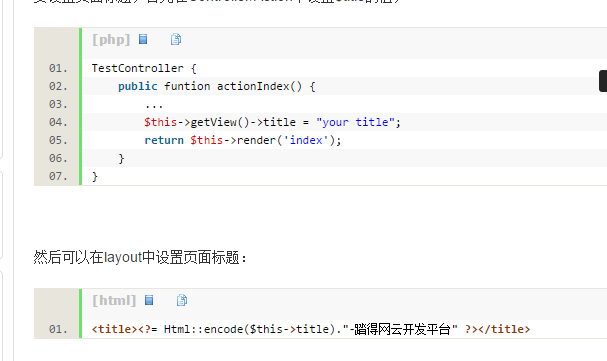 [php]
01. TestController {
02. public funtion actionIndex() {
03. ...
04. $this->getView()->title = "your title";
05. return $this->render('index');
06. }
07. }
然后可以在layout中设置页面标题：
[html]
01. <title><?= Html::encode($this->title)."-踏得网云开发平台" ?></title>